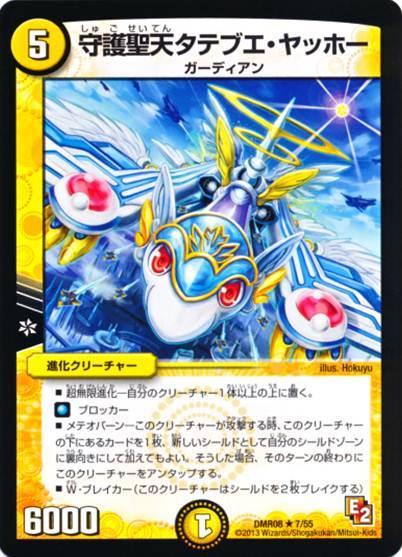 5
しゅごせいてん
守護聖天タテブエ・ヤッホー
ガーディアン
illus. Hokuyu
進化クリーチャー
■ 超無限進化―自分のクリーチャー1体以上の上に置く。
ブロッカー
■ メテオバーン―このクリーチャーが攻撃する時、このクリーチャー
の下にあるカードを1枚、新しいシールドとして自分のシールドゾーン
に裏向きにして加えてもよい。そうした場合、そのターンの終わりに
このクリーチャーをアンタップする。
■ W・ブレイカー(このクリーチャーはシールドを2枚ブレイクする)
6000
1
E2
DMR08 ★ 7/55
©2013 Wizards/Shogakukan/Mitsui-Kids